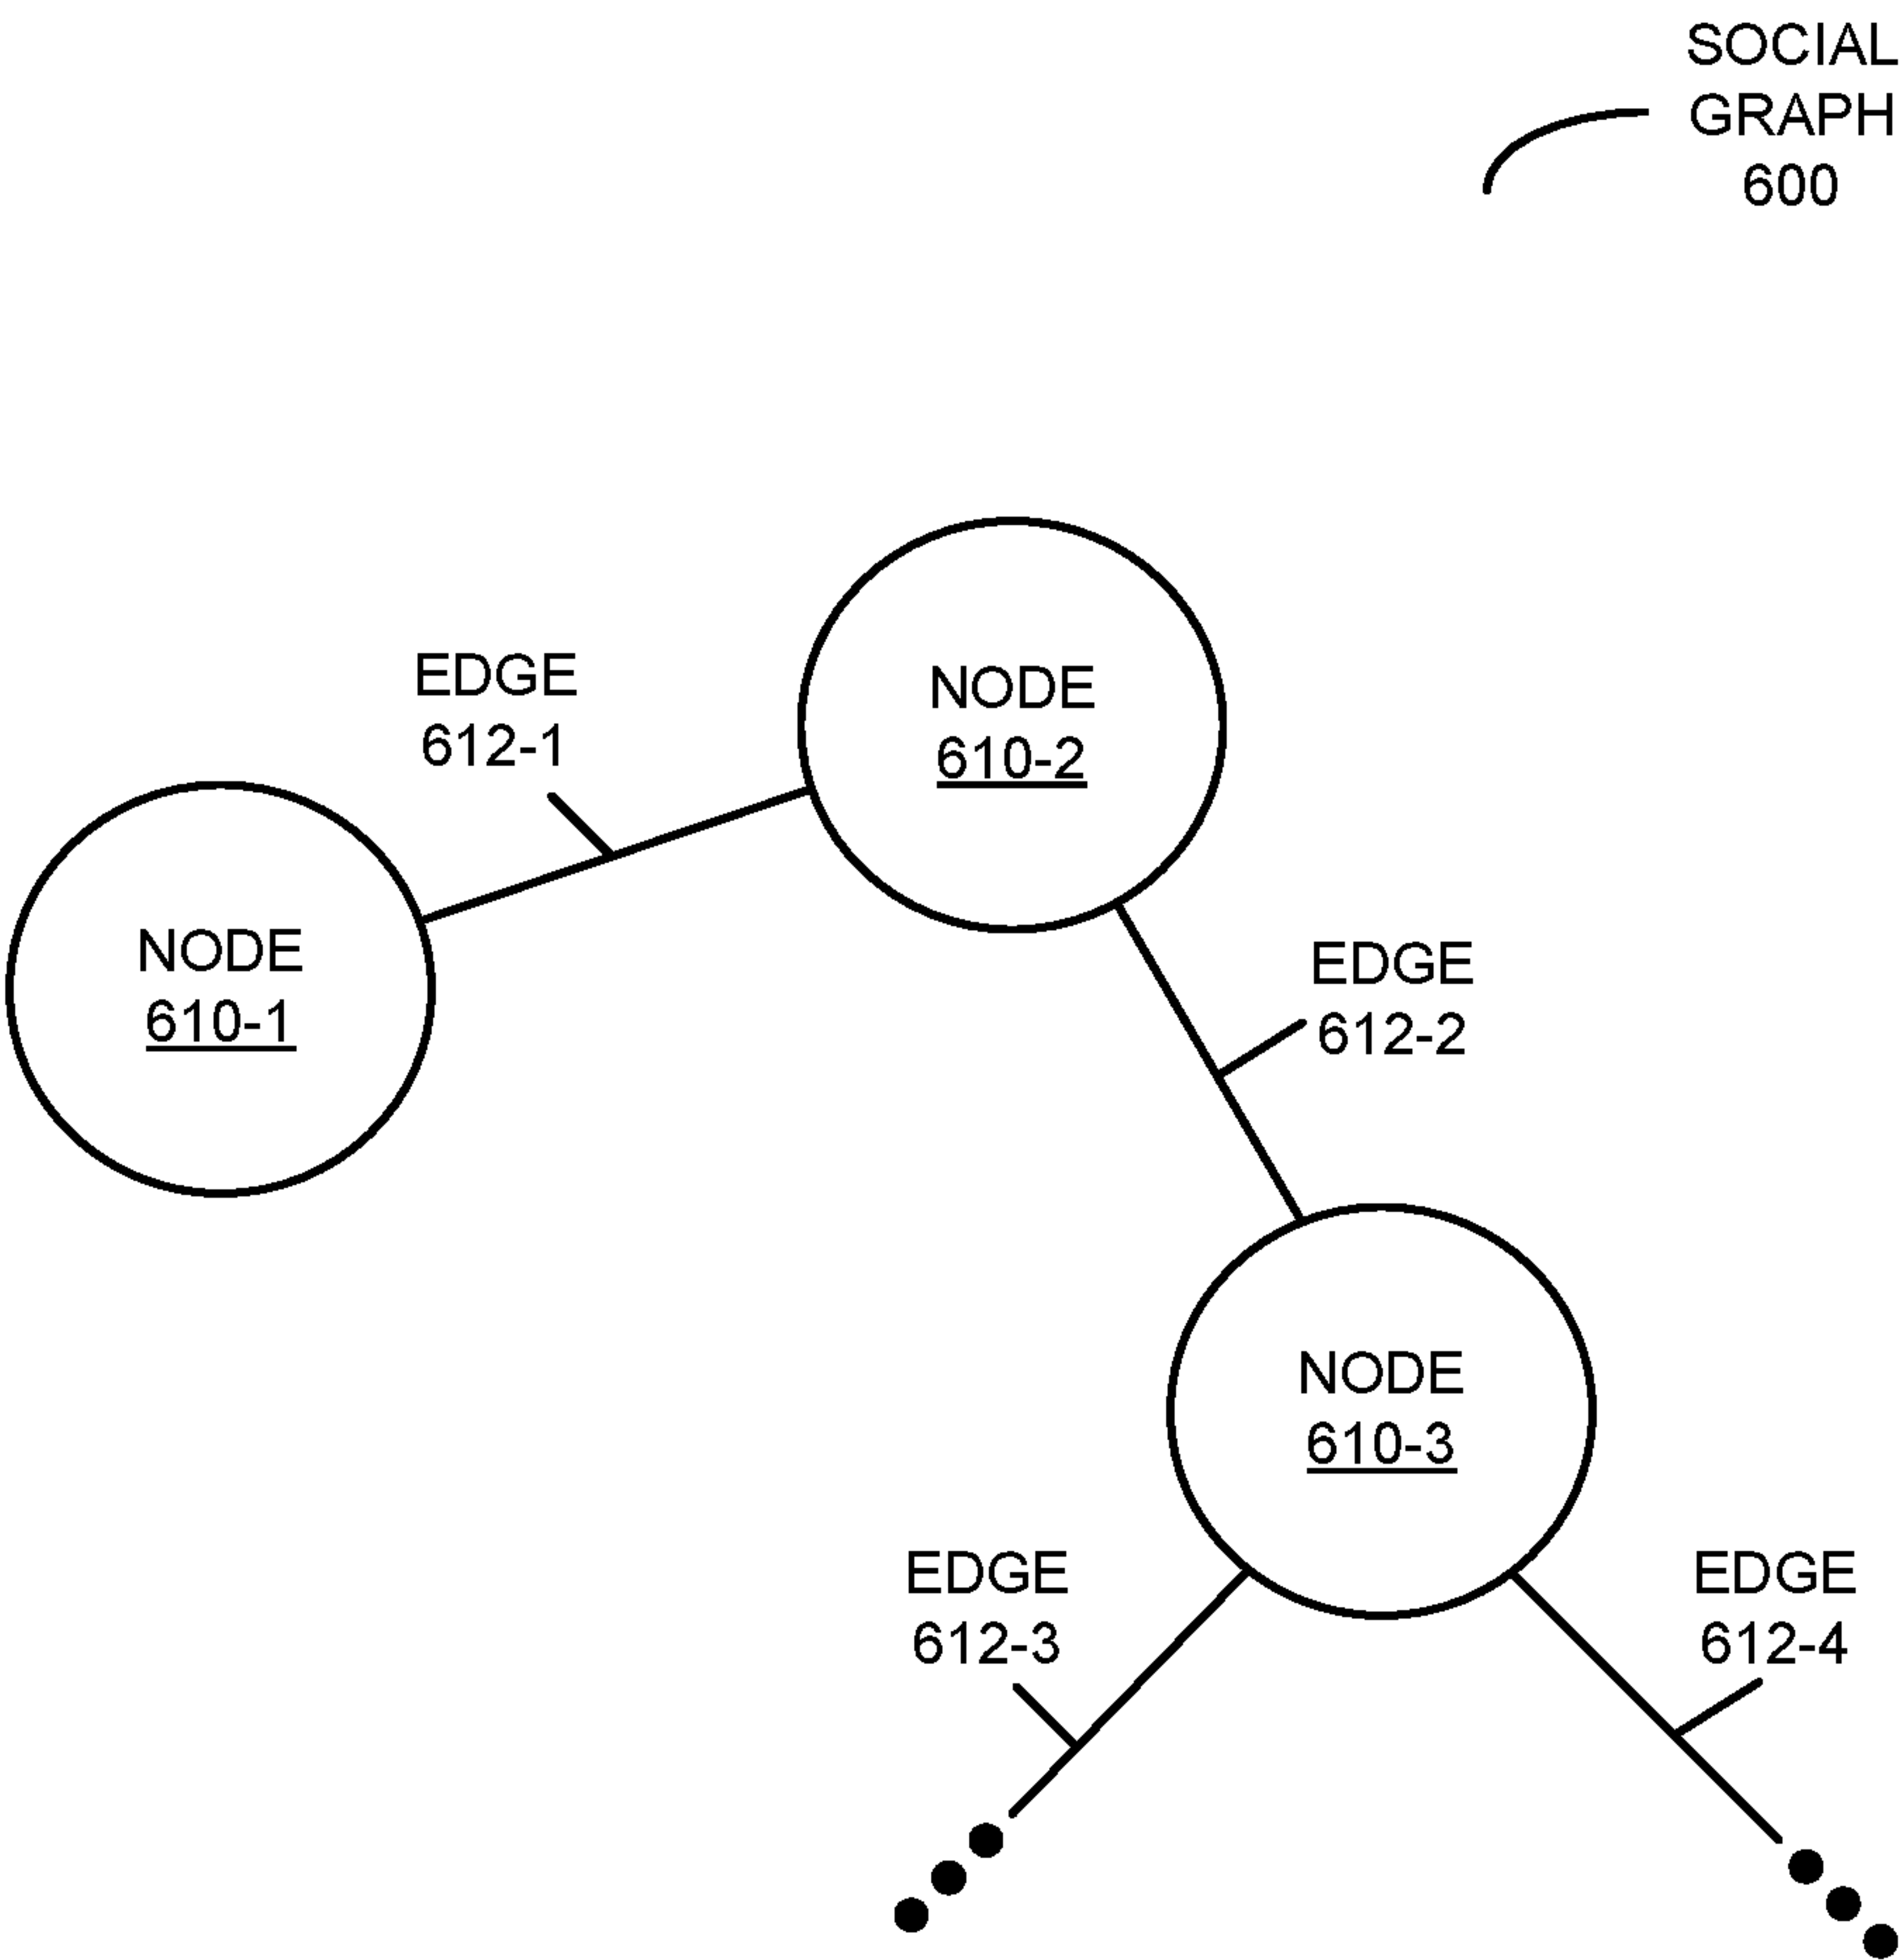 SOCIAL
GRAPH
600
EDGE
612-1
NODE
610-2
NODE
610-1
EDGE
612-2
NODE
610-3
EDGE
612-3
EDGE
612-4